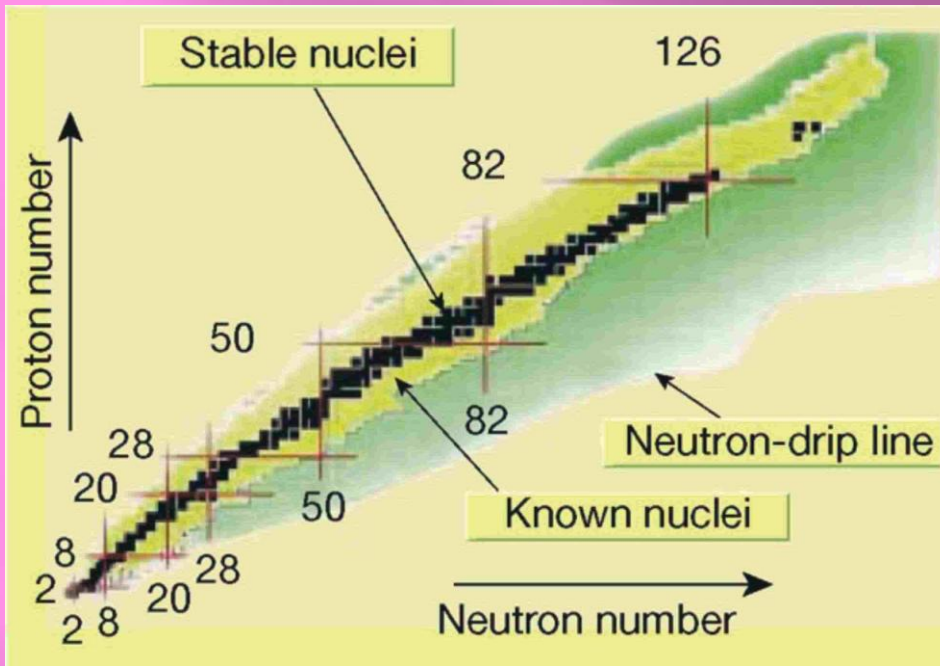 Stable nuclei
126
82
Proton number
50
82
Neutron-drip line
28
20
50
Known nuclei
8
28
2
20
2
8
Neutron number